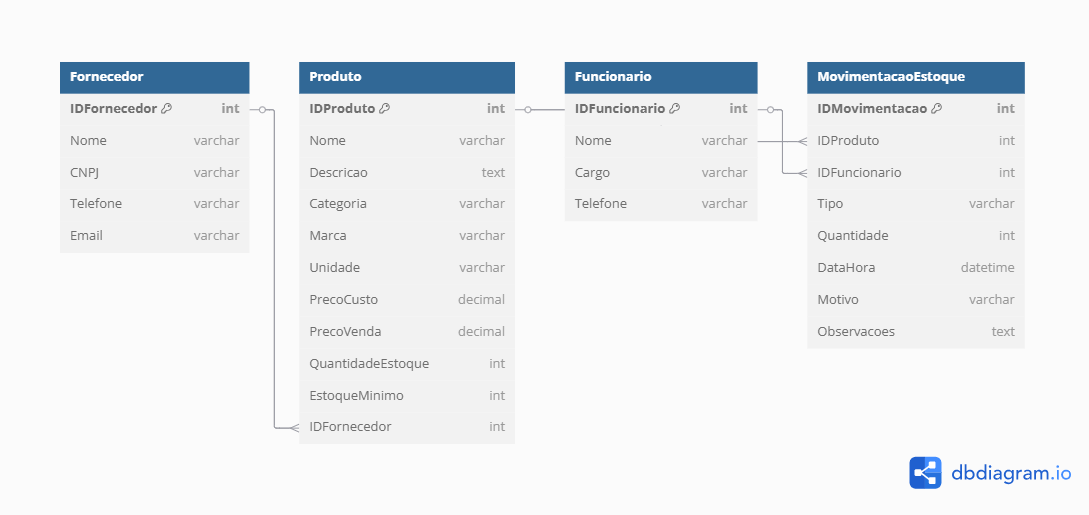 Fornecedor
IDFornecedor int
Nome varchar
CNPJ varchar
Telefone varchar
Email varchar
Produto
IDProduto int
Nome varchar
Descricao text
Categoria varchar
Marca varchar
Unidade varchar
PrecoCusto decimal
PrecoVenda decimal
QuantidadeEstoque int
EstoqueMinimo int
IDFornecedor int
Funcionario
IDFuncionario int
Nome varchar
Cargo varchar
Telefone varchar
MovimentacaoEstoque
IDMovimentacao int
IDProduto int
IDFuncionario int
Tipo varchar
Quantidade int
DataHora datetime
Motivo varchar
Observacoes text
dbdiagram.io